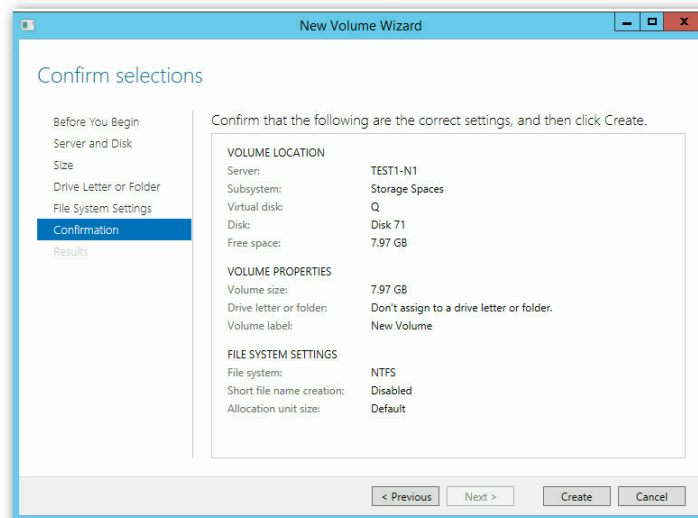 New Volume Wizard
Confirm selections
Before You Begin
Server and Disk
Size
Drive Letter or Folder
File System Settings
Confirmation
Results
Confirm that the following are the correct settings, and then click Create.
VOLUME LOCATION
Server: TEST1-N1
Subsystem: Storage Spaces
Virtual disk: Q
Disk: Disk 71
Free space: 7.97 GB
VOLUME PROPERTIES
Volume size: 7.97 GB
Drive letter or folder: Don't assign to a drive letter or folder.
Volume label: New Volume
FILE SYSTEM SETTINGS
File system: NTFS
Short file name creation: Disabled
Allocation unit size: Default
< Previous Next > Create Cancel